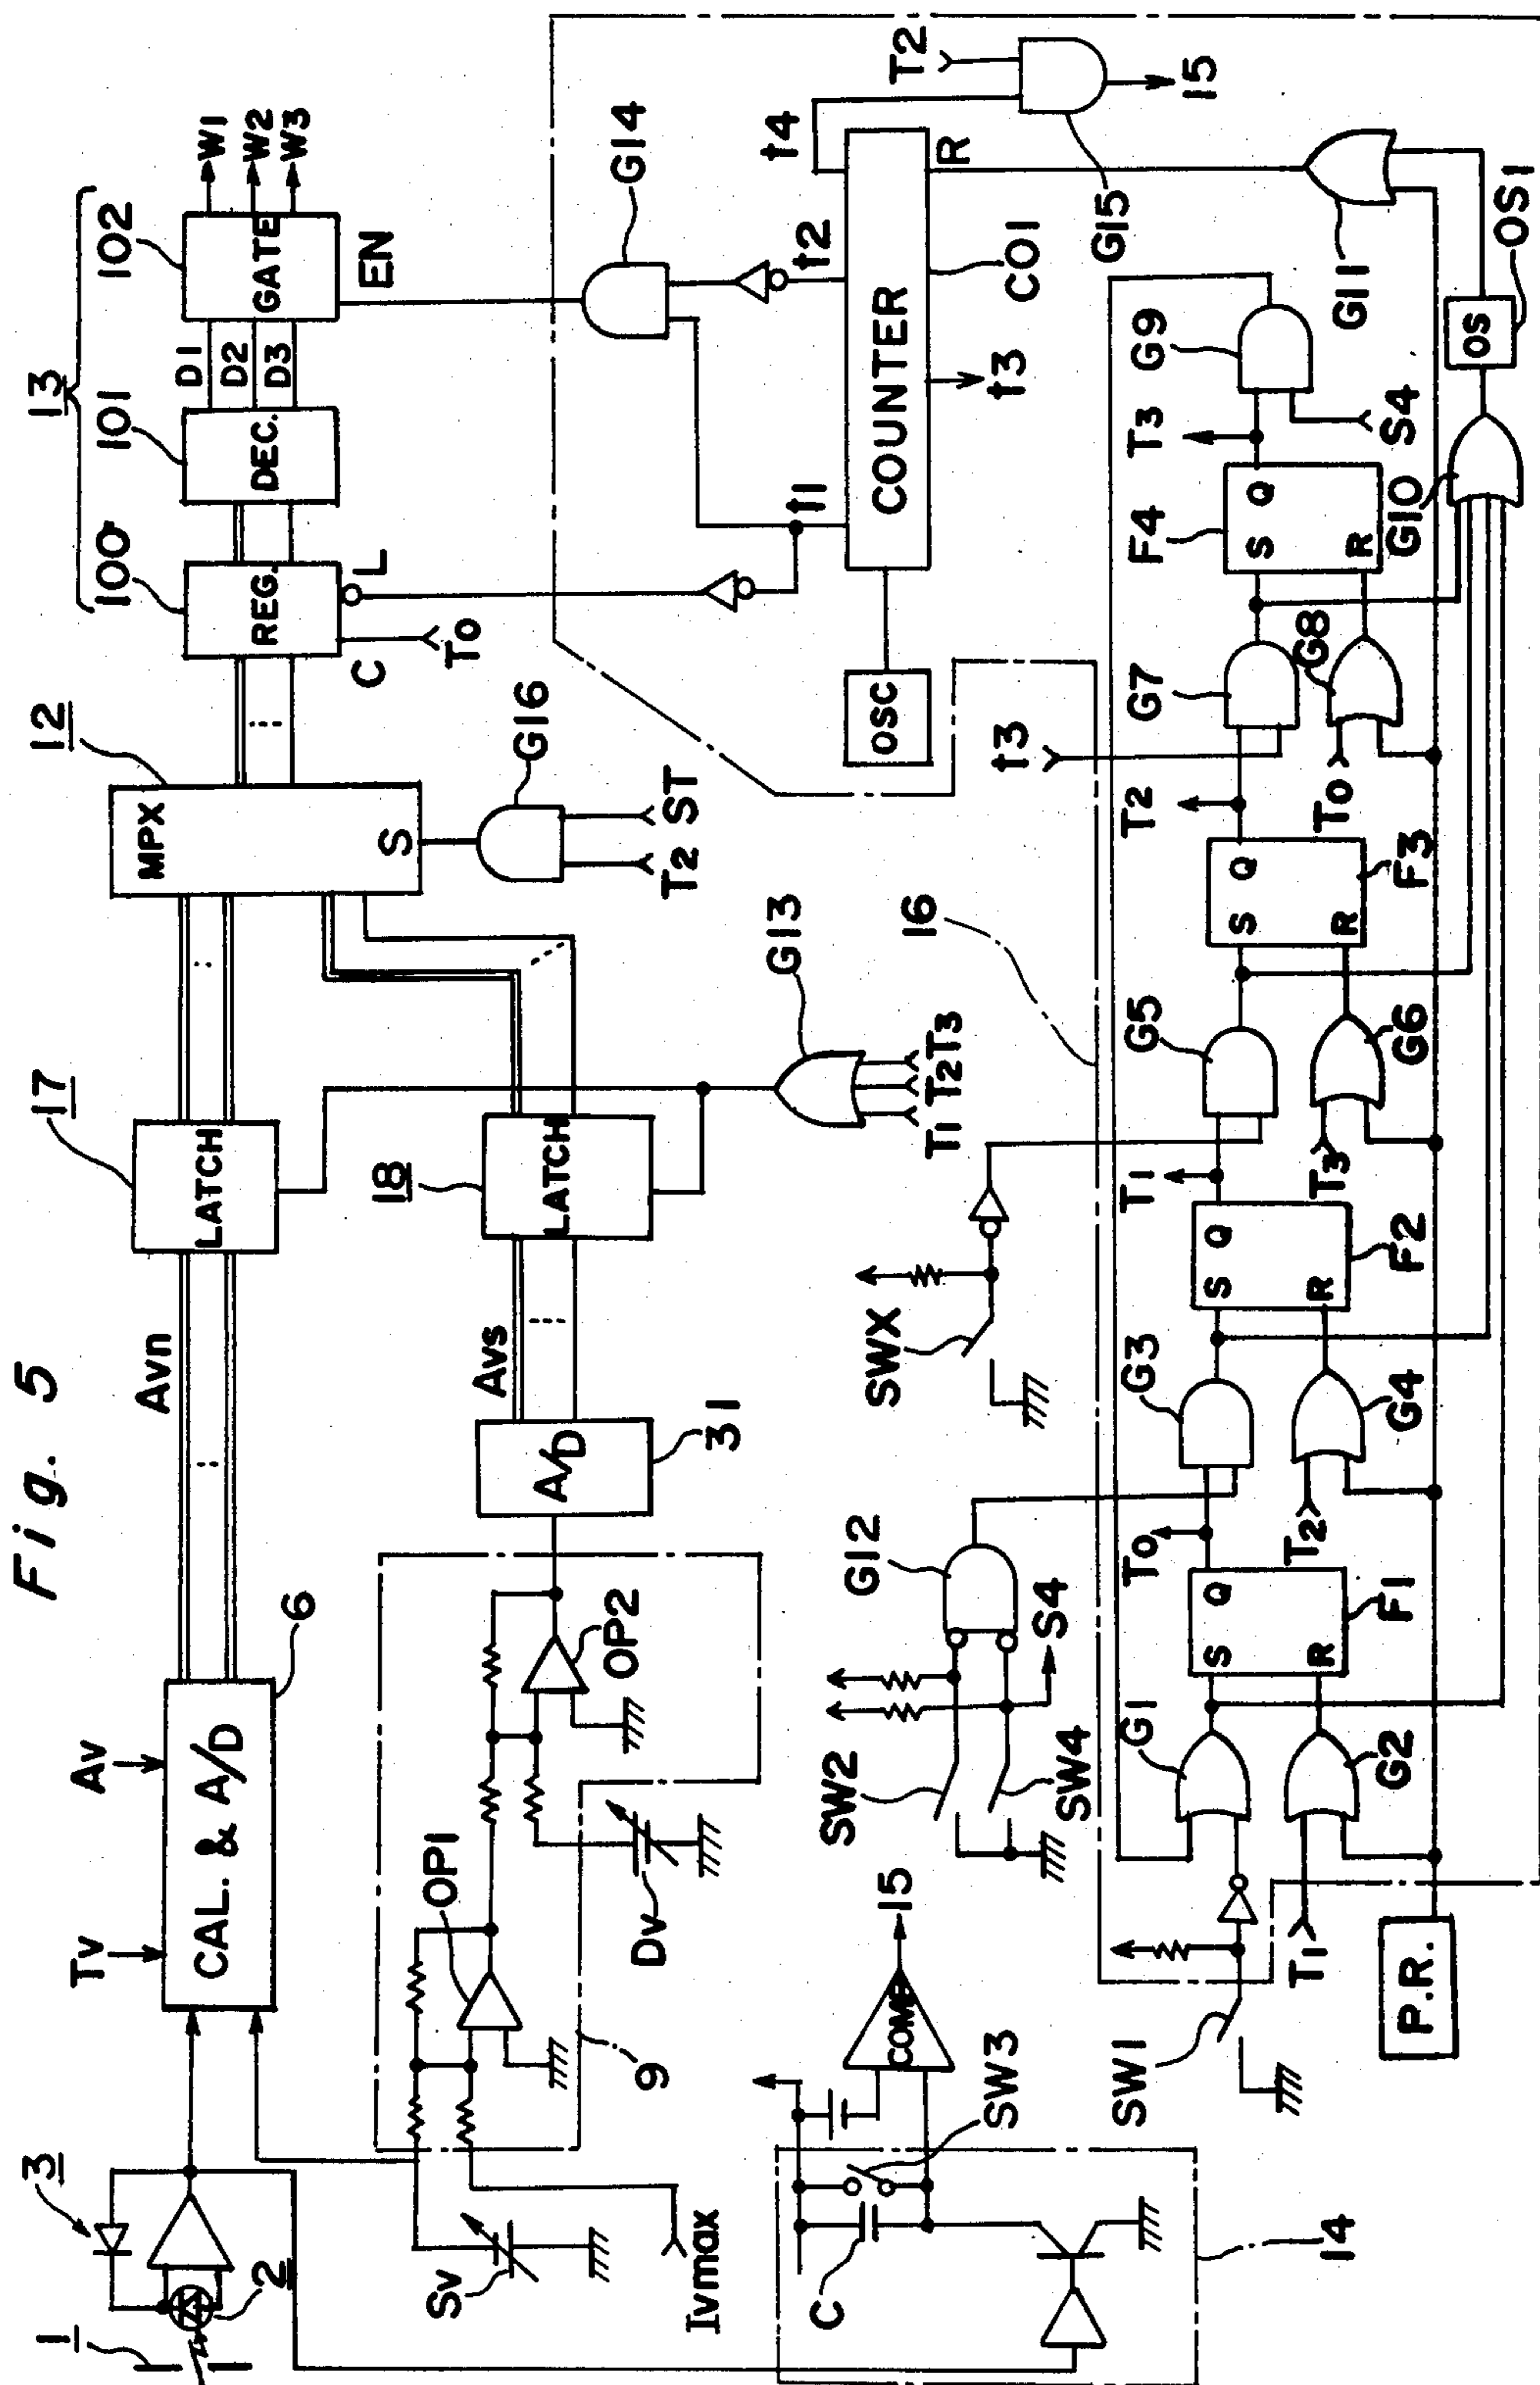 Fig. 5
1
2
3
Tv
Av
CAL. & A/D
6
Avn
17
LATCH
12
MPX
S
G16
T2
ST
13
100
REG.
C
L
To
101
DEC.
D1
D2
D3
102
GATE
EN
W1
W2
W3
Sv
Ivmax
9
OP1
Dv
OP2
A/D
31
Avs
18
LATCH
G13
T1
T2
T3
G14
t1
t2
t3
t4
COUNTER
R
CO1
OSC
T2
G15
15
C
SW3
COMP
15
14
SW2
SW4
S4
G12
SWX
16
t3
SW1
T1
P.R.
G1
G2
S
Q
R
F1
To
T2
G3
G4
S
Q
R
F2
T1
T3
G5
G6
S
Q
R
F3
T2
To
G7
G8
S
Q
R
F4
T3
S4
G9
G10
OS
OS1
G11